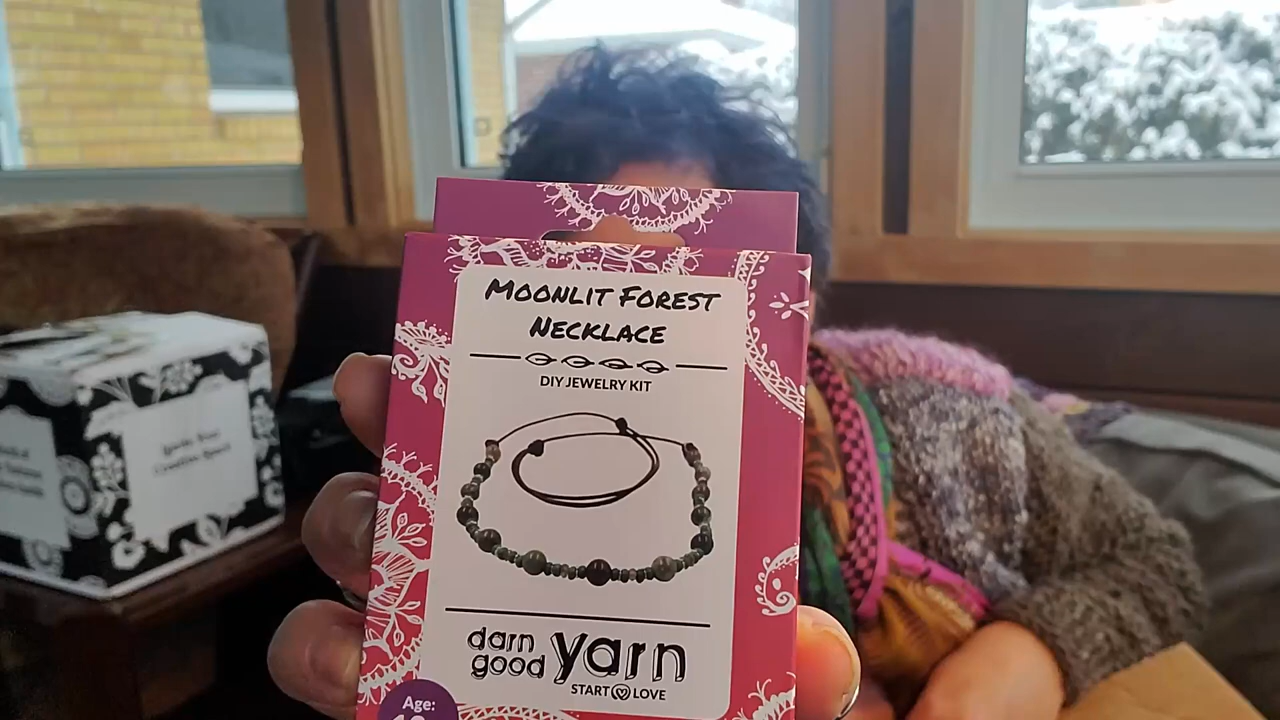 MOONLIT FOREST
NECKLACE
DIY JEWELRY KIT
darn
good yarn
START LOVE
Age: